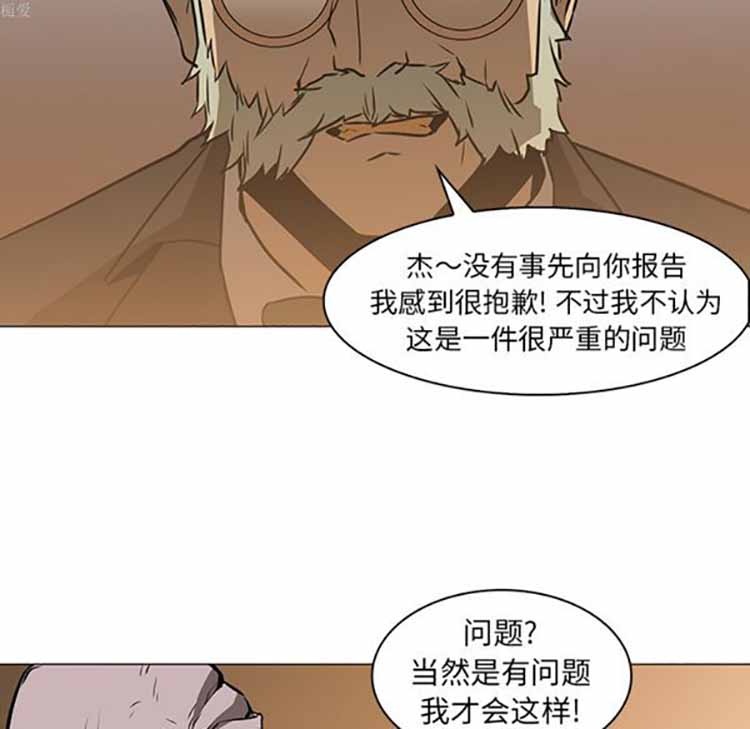 杰～没有事先向你报告
我感到很抱歉! 不过我不认为
这是一件很严重的问题
问题?
当然是有问题
我才会这样!